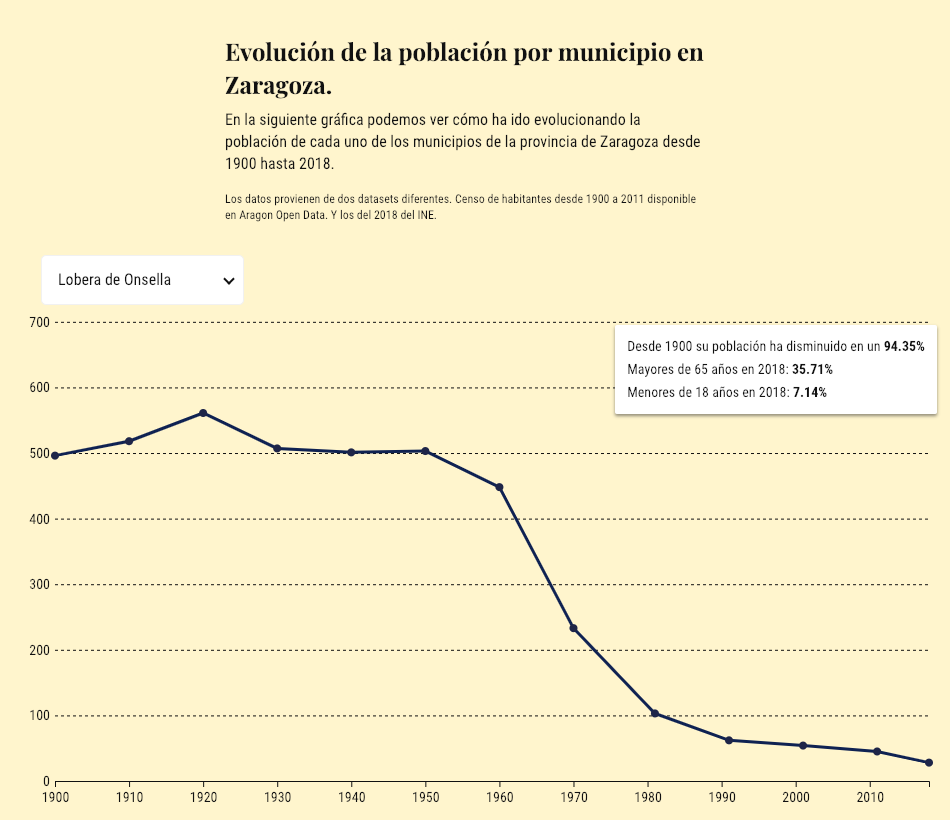 Evolución de la población por municipio en
Zaragoza.
En la siguiente gráfica podemos ver cómo ha ido evolucionando la
población de cada uno de los municipios de la provincia de Zaragoza desde
1900 hasta 2018.
Los datos provienen de dos datasets diferentes. Censo de habitantes desde 1900 a 2011 disponible
en Aragon Open Data. Y los del 2018 del INE.
Lobera de Onsella
700
Desde 1900 su población ha disminuido en un 94.35%
Mayores de 65 años en 2018: 35.71%
Menores de 18 años en 2018: 7.14%
600
500
400
300
200
100
0
1900 1910 1920 1930 1940 1950 1960 1970 1980 1990 2000 2010